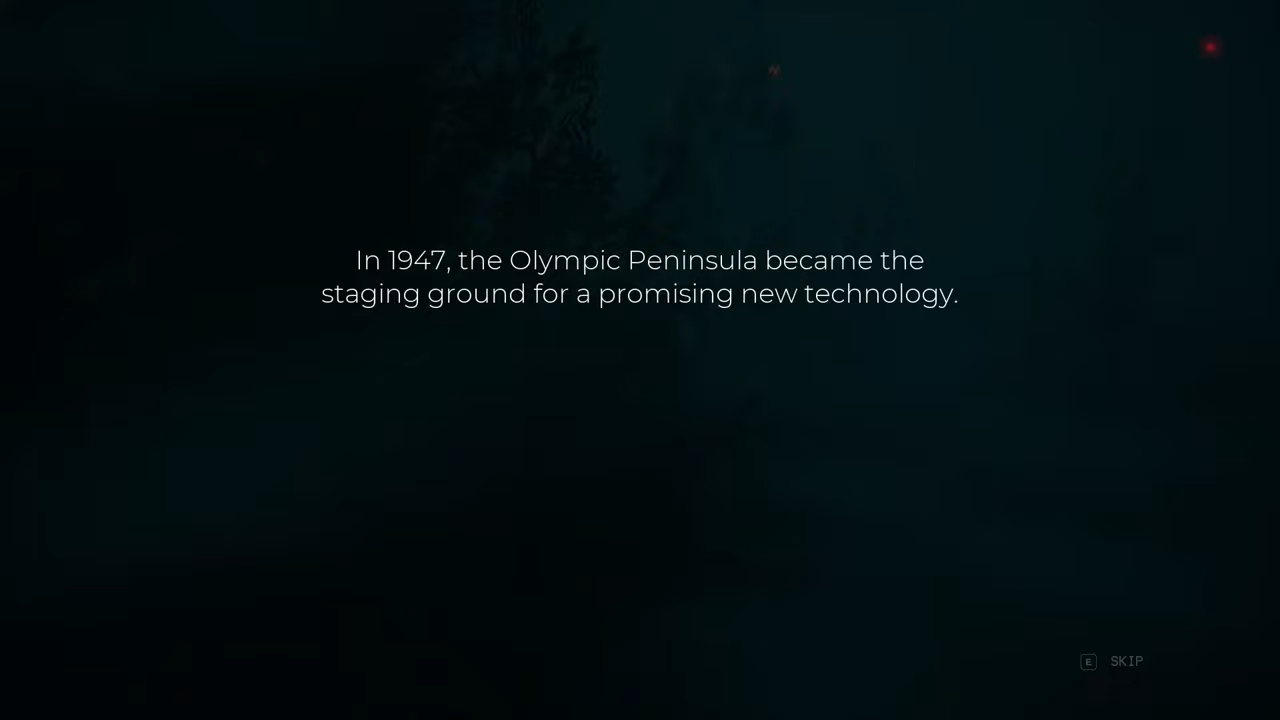 In 1947, the Olympic Peninsula became the
staging ground for a promising new technology.
E SKIP